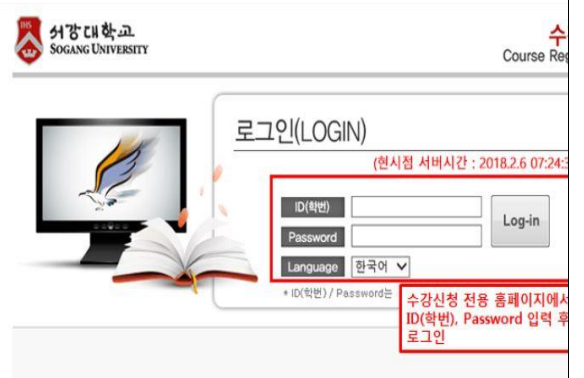 IHS
서강대학교
SOGANG UNIVERSITY
수
Course Reg
로그인(LOGIN)
(현시점 서버시간 : 2018.2.6 07:24:3
ID(학번)
Log-in
Password
Language 한국어
* ID(학번) / Password는
수강신청 전용 홈페이지에서
ID(학번), Password 입력 후
로그인